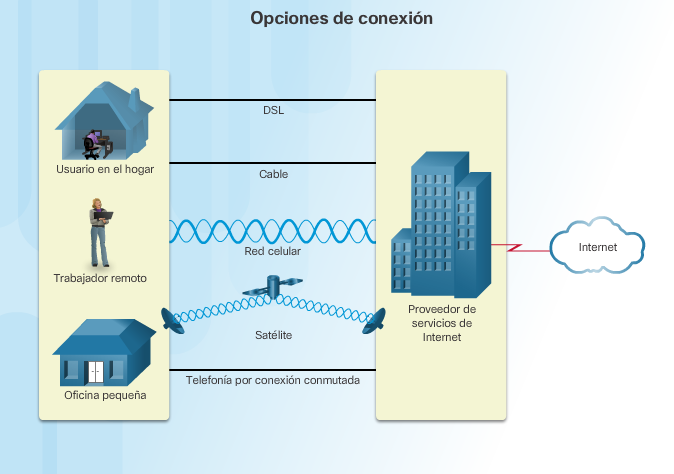 Opciones de conexión
Usuario en el hogar
Trabajador remoto
Oficina pequeña
DSL
Cable
Red celular
Satélite
Telefonía por conexión conmutada
Proveedor de
servicios de
Internet
Internet